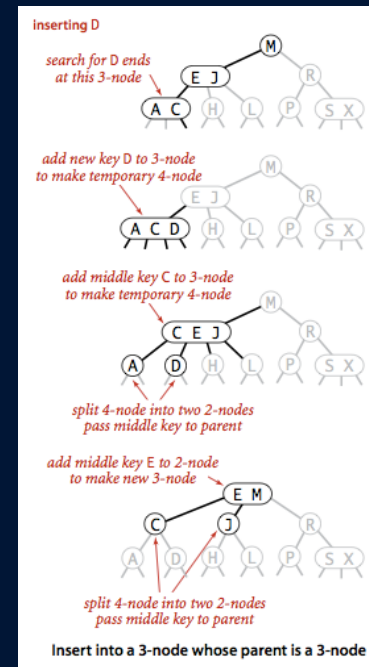 inserting D
search for D ends
at this 3-node
M
E J
R
A C
H
L
P
S X
add new key D to 3-node
to make temporary 4-node
M
E J
R
A C D
H
L
P
S X
add middle key C to 3-node
to make temporary 4-node
M
C E J
R
A
D
H
L
P
S X
split 4-node into two 2-nodes
pass middle key to parent
add middle key E to 2-node
to make new 3-node
E M
C
J
R
A
D
H
L
P
S X
split 4-node into two 2-nodes
pass middle key to parent
Insert into a 3-node whose parent is a 3-node